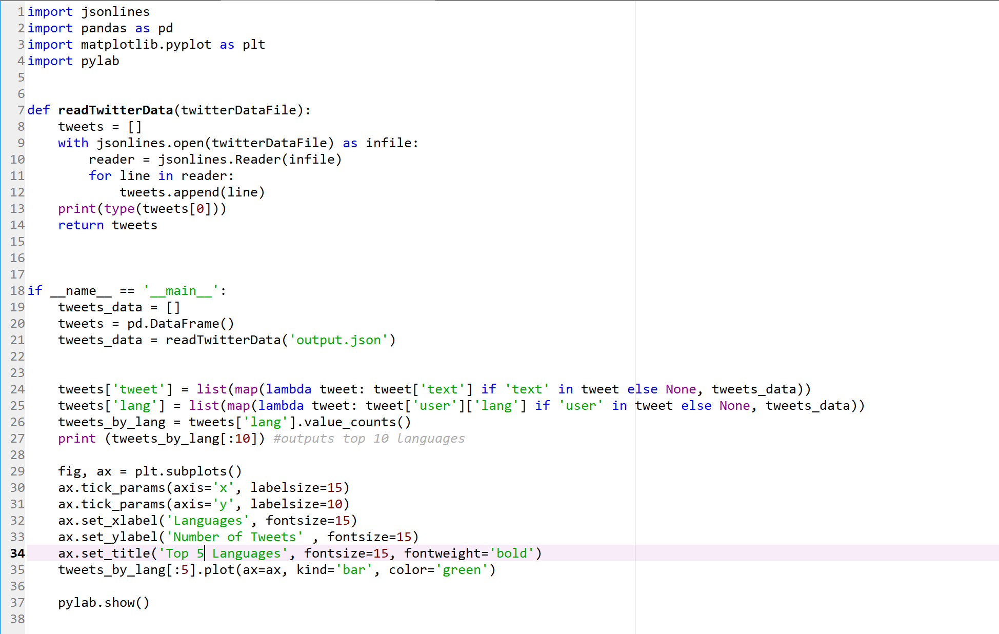 1 import jsonlines
2 import pandas as pd
3 import matplotlib.pyplot as plt
4 import pylab
5
6
7 def readTwitterData(twitterDataFile):
8     tweets = []
9     with jsonlines.open(twitterDataFile) as infile:
10         reader = jsonlines.Reader(infile)
11         for line in reader:
12             tweets.append(line)
13     print(type(tweets[0]))
14     return tweets
15
16
17
18 if __name__ == '__main__':
19     tweets_data = []
20     tweets = pd.DataFrame()
21     tweets_data = readTwitterData('output.json')
22
23
24     tweets['tweet'] = list(map(lambda tweet: tweet['text'] if 'text' in tweet else None, tweets_data))
25     tweets['lang'] = list(map(lambda tweet: tweet['user']['lang'] if 'user' in tweet else None, tweets_data))
26     tweets_by_lang = tweets['lang'].value_counts()
27     print (tweets_by_lang[:10]) #outputs top 10 languages
28
29     fig, ax = plt.subplots()
30     ax.tick_params(axis='x', labelsize=15)
31     ax.tick_params(axis='y', labelsize=10)
32     ax.set_xlabel('Languages', fontsize=15)
33     ax.set_ylabel('Number of Tweets' , fontsize=15)
34     ax.set_title('Top 5 Languages', fontsize=15, fontweight='bold')
35     tweets_by_lang[:5].plot(ax=ax, kind='bar', color='green')
36
37     pylab.show()
38